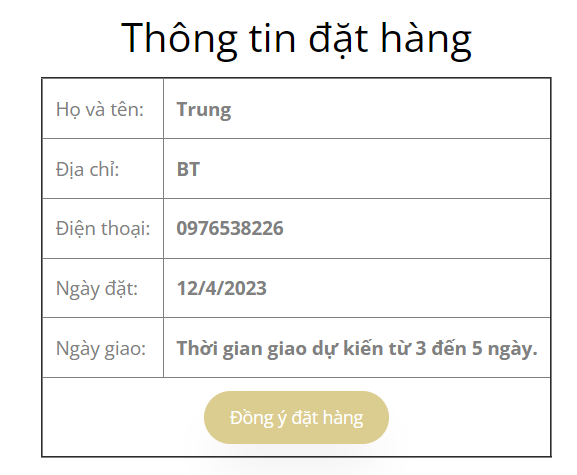 Thông tin đặt hàng
Họ và tên: Trung
Địa chỉ: BT
Điện thoại: 0976538226
Ngày đặt: 12/4/2023
Ngày giao: Thời gian giao dự kiến từ 3 đến 5 ngày.
Đồng ý đặt hàng